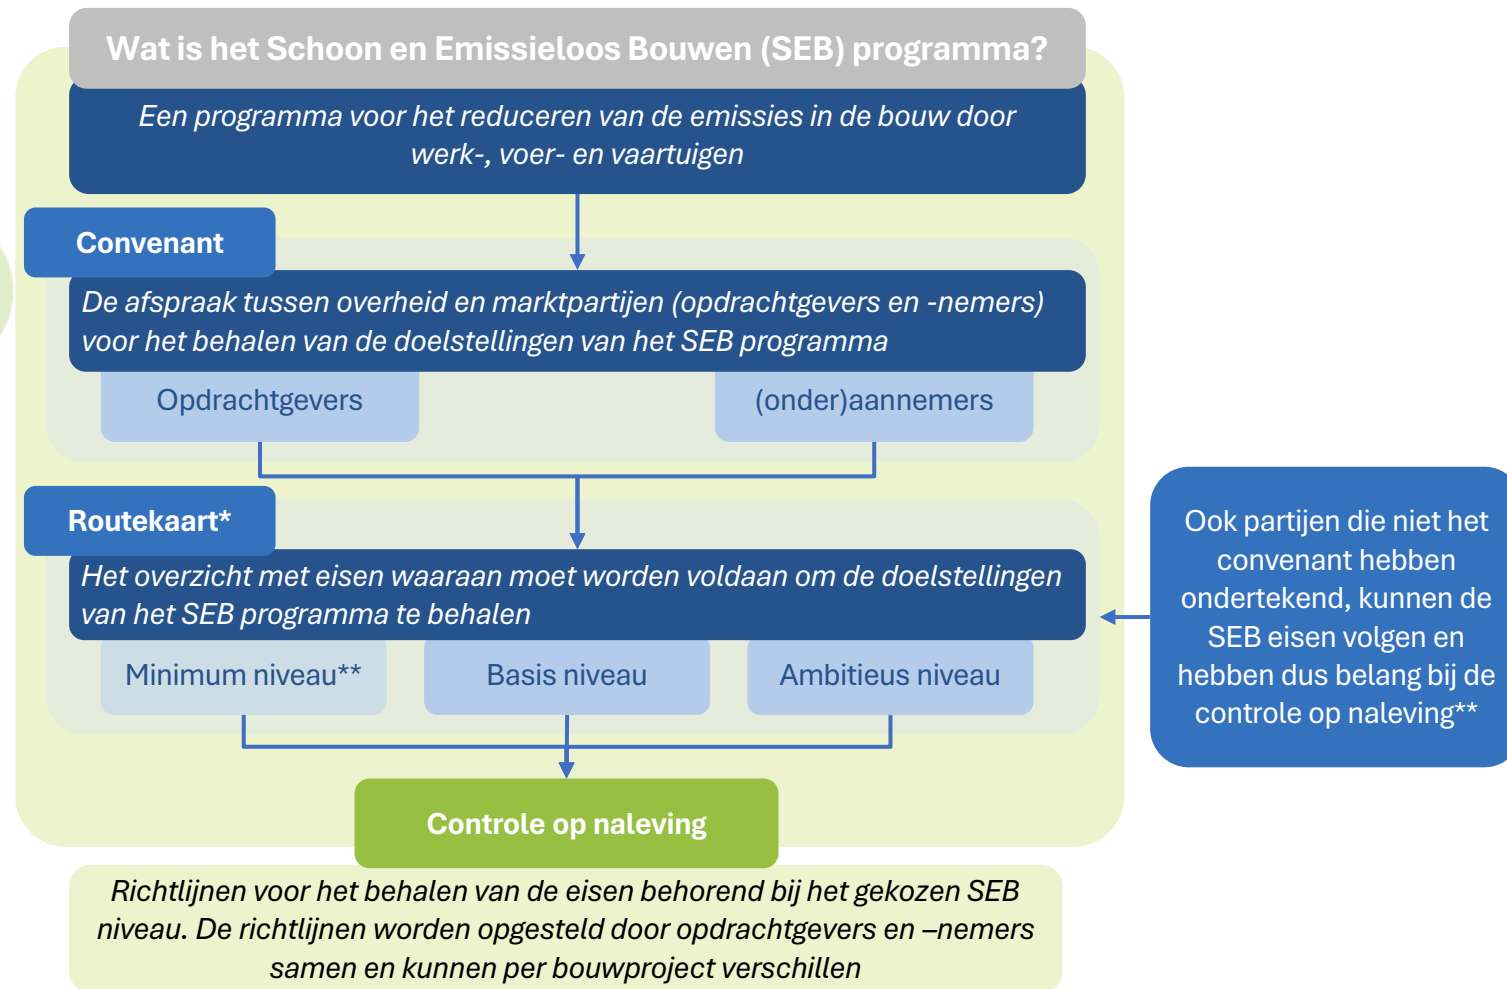 Wat is het Schoon en Emissieloos Bouwen (SEB) programma?
Een programma voor het reduceren van de emissies in de bouw door
werk-, voer- en vaartuigen
Convenant
De afspraak tussen overheid en marktpartijen (opdrachtgevers en -nemers)
voor het behalen van de doelstellingen van het SEB programma
Opdrachtgevers
(onder)aannemers
Routekaart*
Het overzicht met eisen waaraan moet worden voldaan om de doelstellingen
van het SEB programma te behalen
Minimum niveau**
Basis niveau
Ambitieus niveau
Ook partijen die niet het
convenant hebben
ondertekend, kunnen de
SEB eisen volgen en
hebben dus belang bij de
controle op naleving**
Controle op naleving
Richtlijnen voor het behalen van de eisen behorend bij het gekozen SEB
niveau. De richtlijnen worden opgesteld door opdrachtgevers en –nemers
samen en kunnen per bouwproject verschillen